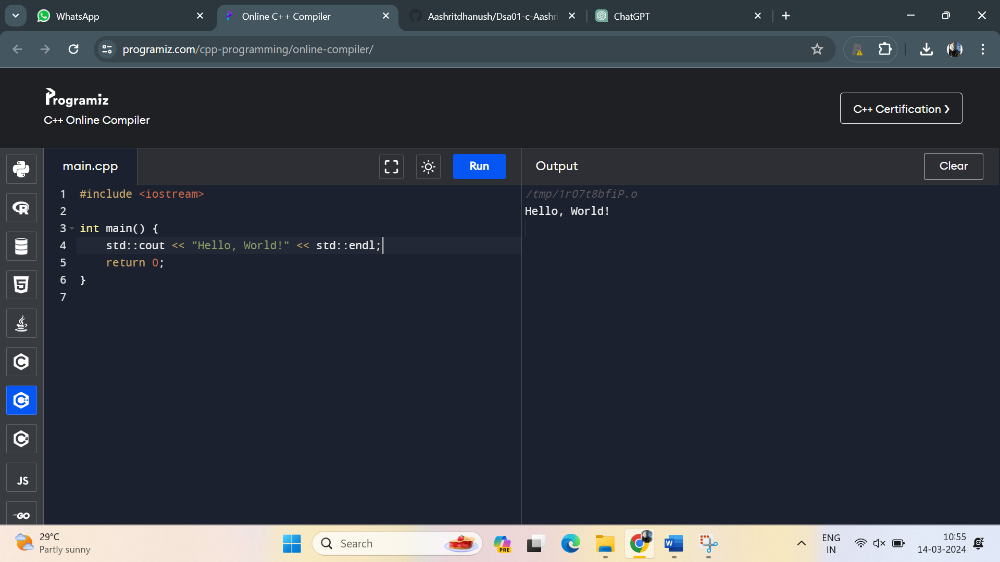 WhatsApp
Online C++ Compiler
Aashritdhanush/Dsa01-c-Aashri
ChatGPT
programiz.com/cpp-programming/online-compiler/
Programiz
C++ Online Compiler
C++ Certification ❯
main.cpp
Run
Output
Clear
1 #include <iostream>
2
3 int main() {
4     std::cout << "Hello, World!" << std::endl;
5     return 0;
6 }
7
/tmp/1rO7t8bfiP.o
Hello, World!
JS
GO
29°C
Partly sunny
Search
PRE
ENG
IN
10:55
14-03-2024